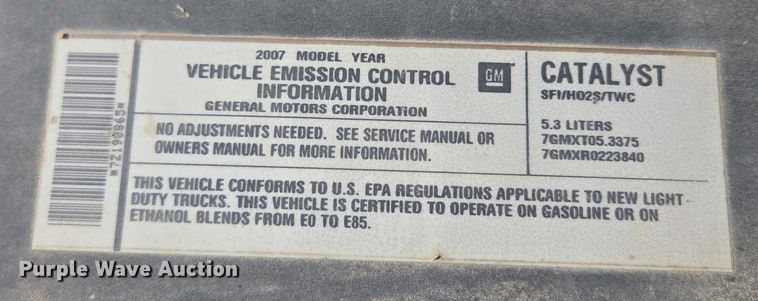 2007 MODEL YEAR
VEHICLE EMISSION CONTROL
INFORMATION
GENERAL MOTORS CORPORATION
GM
CATALYST
SFI/HO2S/TWC
*7Z190865*
NO ADJUSTMENTS NEEDED. SEE SERVICE MANUAL OR
OWNERS MANUAL FOR MORE INFORMATION.
5.3 LITERS
7GMXT05.3375
7GMXR0223840
THIS VEHICLE CONFORMS TO U.S. EPA REGULATIONS APPLICABLE TO NEW LIGHT-
DUTY TRUCKS. THIS VEHICLE IS CERTIFIED TO OPERATE ON GASOLINE OR ON
ETHANOL BLENDS FROM E0 TO E85.
Purple Wave Auction